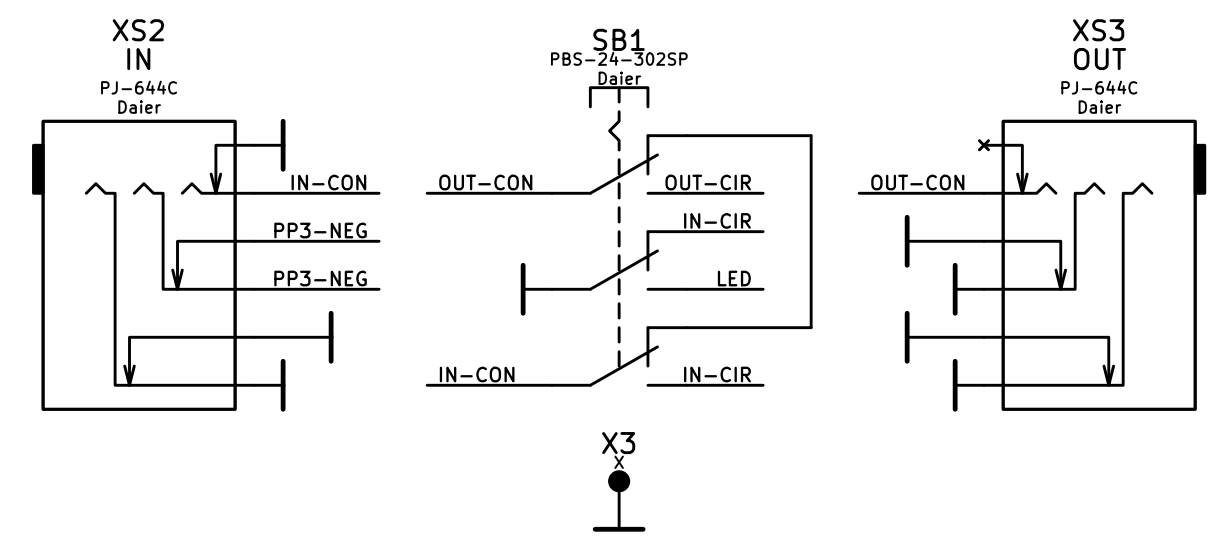 XS2
IN
PJ-644C
Daier
IN-CON
PP3-NEG
PP3-NEG
SB1
PBS-24-302SP
Daier
OUT-CON
OUT-CIR
IN-CIR
LED
IN-CON
IN-CIR
X3
X
XS3
OUT
PJ-644C
Daier
OUT-CON